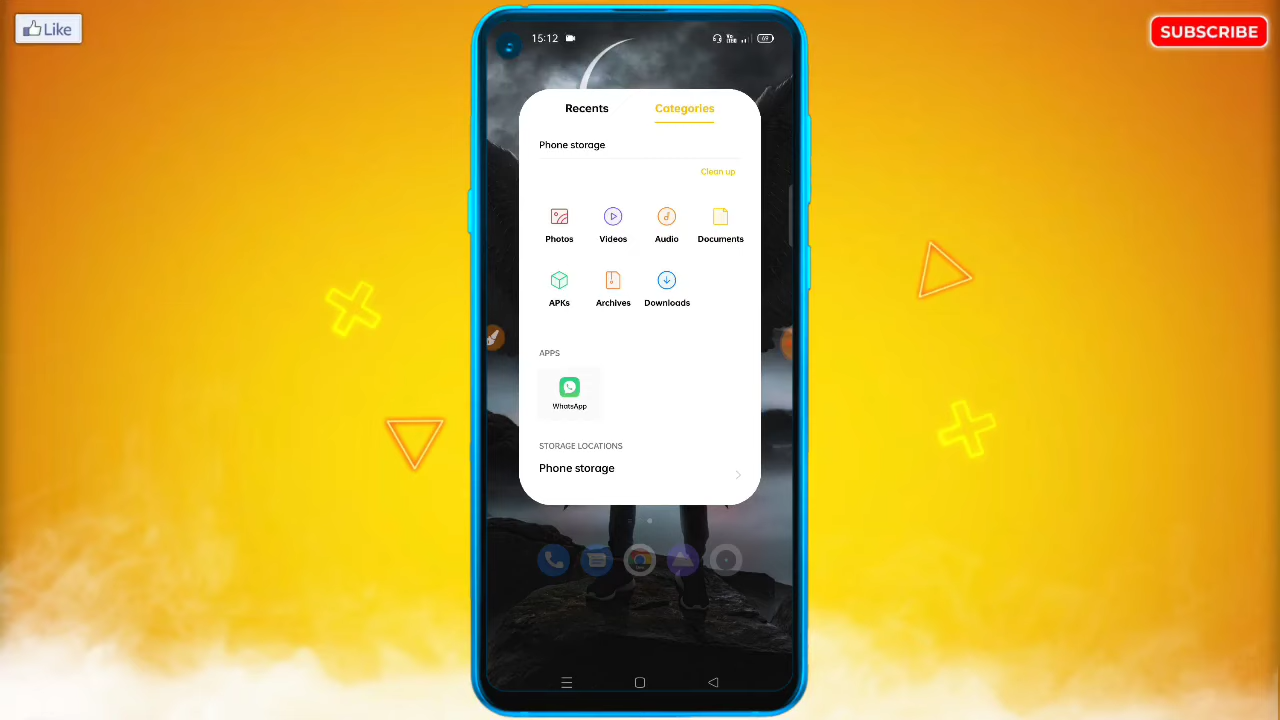 Like
SUBSCRIBE
15:12
69
Recents
Categories
Phone storage
Clean up
Photos
Videos
Audio
Documents
APKs
Archives
Downloads
APPS
WhatsApp
STORAGE LOCATIONS
Phone storage